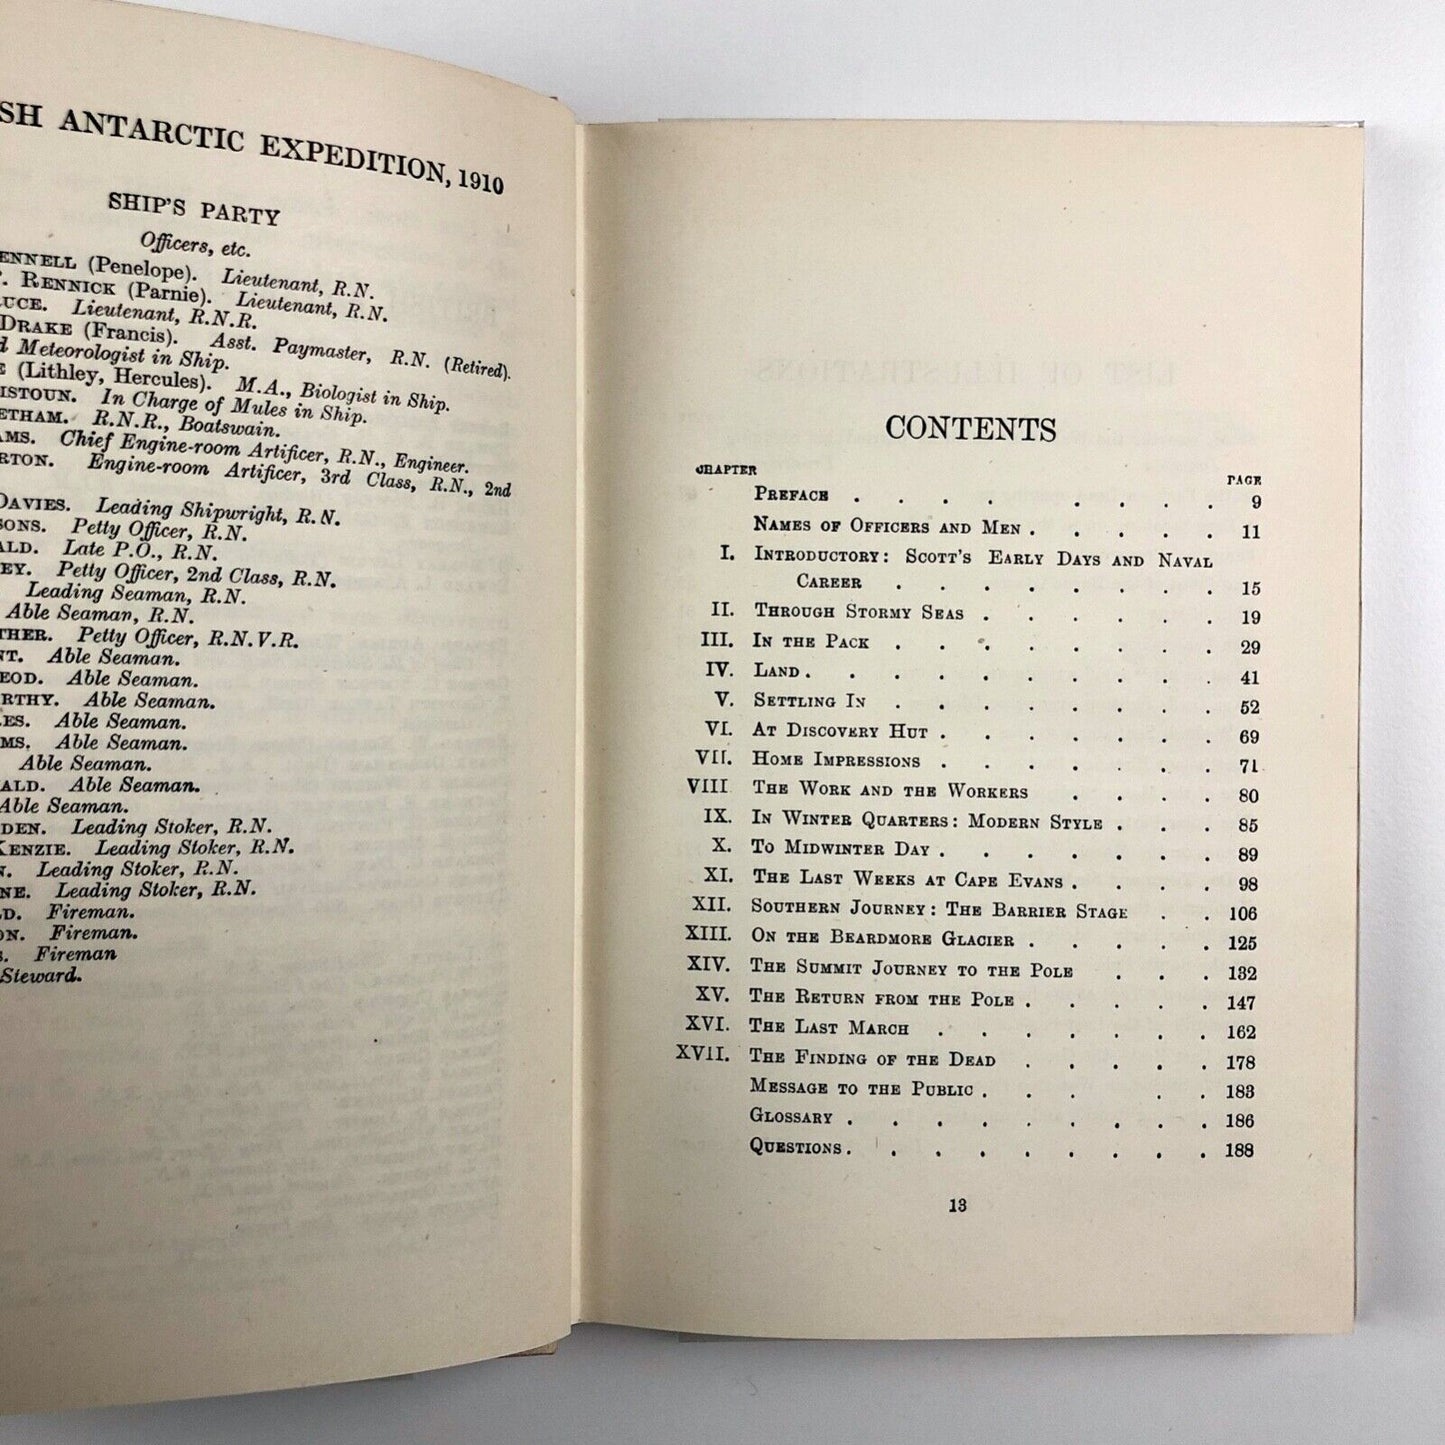 SH ANTARCTIC EXPEDITION, 1910
SHIP'S PARTY
Officers, etc.
ENNELL (Penelope). Lieutenant, R.N.
RENNICK (Parnie). Lieutenant, R.N.
UCE. Lieutenant, R.N.R.
DRAKE (Francis). Asst. Paymaster, R.N. (Retired).
d Meteorologist in Ship.
E (Lithley, Hercules). M.A., Biologist in Ship.
ISTOUN. In Charge of Mules in Ship.
ETHAM. R.N.R., Boatswain.
AMS. Chief Engine-room Artificer, R.N., Engineer.
RTON. Engine-room Artificer, 3rd Class, R.N., 2nd
DAVIES. Leading Shipwright, R.N.
SONS. Petty Officer, R.N.
ALD. Late P.O., R.N.
EY. Petty Officer, 2nd Class, R.N.
Leading Seaman, R.N.
Able Seaman, R.N.
THER. Petty Officer, R.N.V.R.
NT. Able Seaman.
EOD. Able Seaman.
RTHY. Able Seaman.
LES. Able Seaman.
MS. Able Seaman.
Able Seaman.
ALD. Able Seaman.
Able Seaman.
DEN. Leading Stoker, R.N.
KENZIE. Leading Stoker, R.N.
N. Leading Stoker, R.N.
NE. Leading Stoker, R.N.
D. Fireman.
ON. Fireman.
S. Fireman
Steward.
CONTENTS
CHAPTER PAGE
PREFACE . . . . . . . . 9
NAMES OF OFFICERS AND MEN . . . . . 11
I. INTRODUCTORY: SCOTT'S EARLY DAYS AND NAVAL
CAREER . . . . . . . . 15
II. THROUGH STORMY SEAS . . . . . . 19
III. IN THE PACK . . . . . . . . 29
IV. LAND . . . . . . . . . . 41
V. SETTLING IN . . . . . . . . 52
VI. AT DISCOVERY HUT . . . . . . . 69
VII. HOME IMPRESSIONS . . . . . . . 71
VIII THE WORK AND THE WORKERS . . . . 80
IX. IN WINTER QUARTERS: MODERN STYLE . . . 85
X. TO MIDWINTER DAY . . . . . . . 89
XI. THE LAST WEEKS AT CAPE EVANS . . . . 98
XII. SOUTHERN JOURNEY: THE BARRIER STAGE . . 106
XIII. ON THE BEARDMORE GLACIER . . . . . 125
XIV. THE SUMMIT JOURNEY TO THE POLE . . . 132
XV. THE RETURN FROM THE POLE . . . . . 147
XVI. THE LAST MARCH . . . . . . . 162
XVII. THE FINDING OF THE DEAD . . . . . 178
MESSAGE TO THE PUBLIC . . . . . 183
GLOSSARY . . . . . . . . . 186
QUESTIONS . . . . . . . . . 188
13